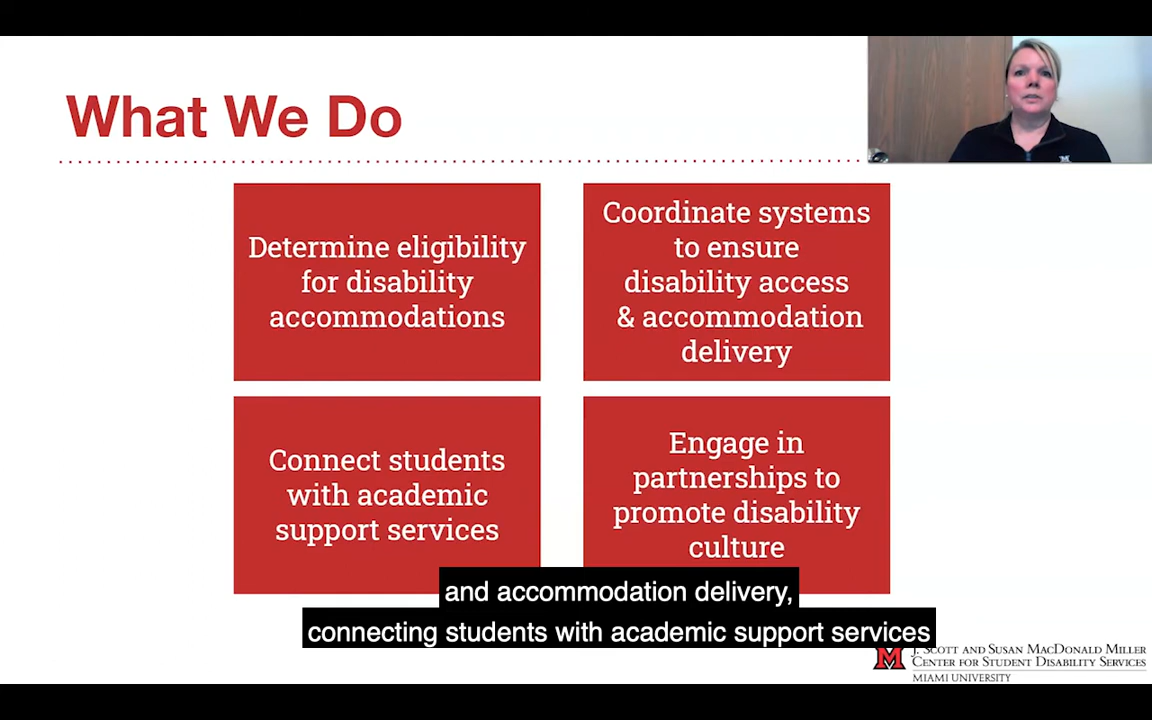 What We Do
Determine eligibility
for disability
accommodations
Coordinate systems
to ensure
disability access
& accommodation
delivery
Connect students
with academic
support services
Engage in
partnerships to
promote disability
culture
and accommodation delivery,
connecting students with academic support services
M
J. SCOTT AND SUSAN MACDONALD MILLER
CENTER FOR STUDENT DISABILITY SERVICES
MIAMI UNIVERSITY